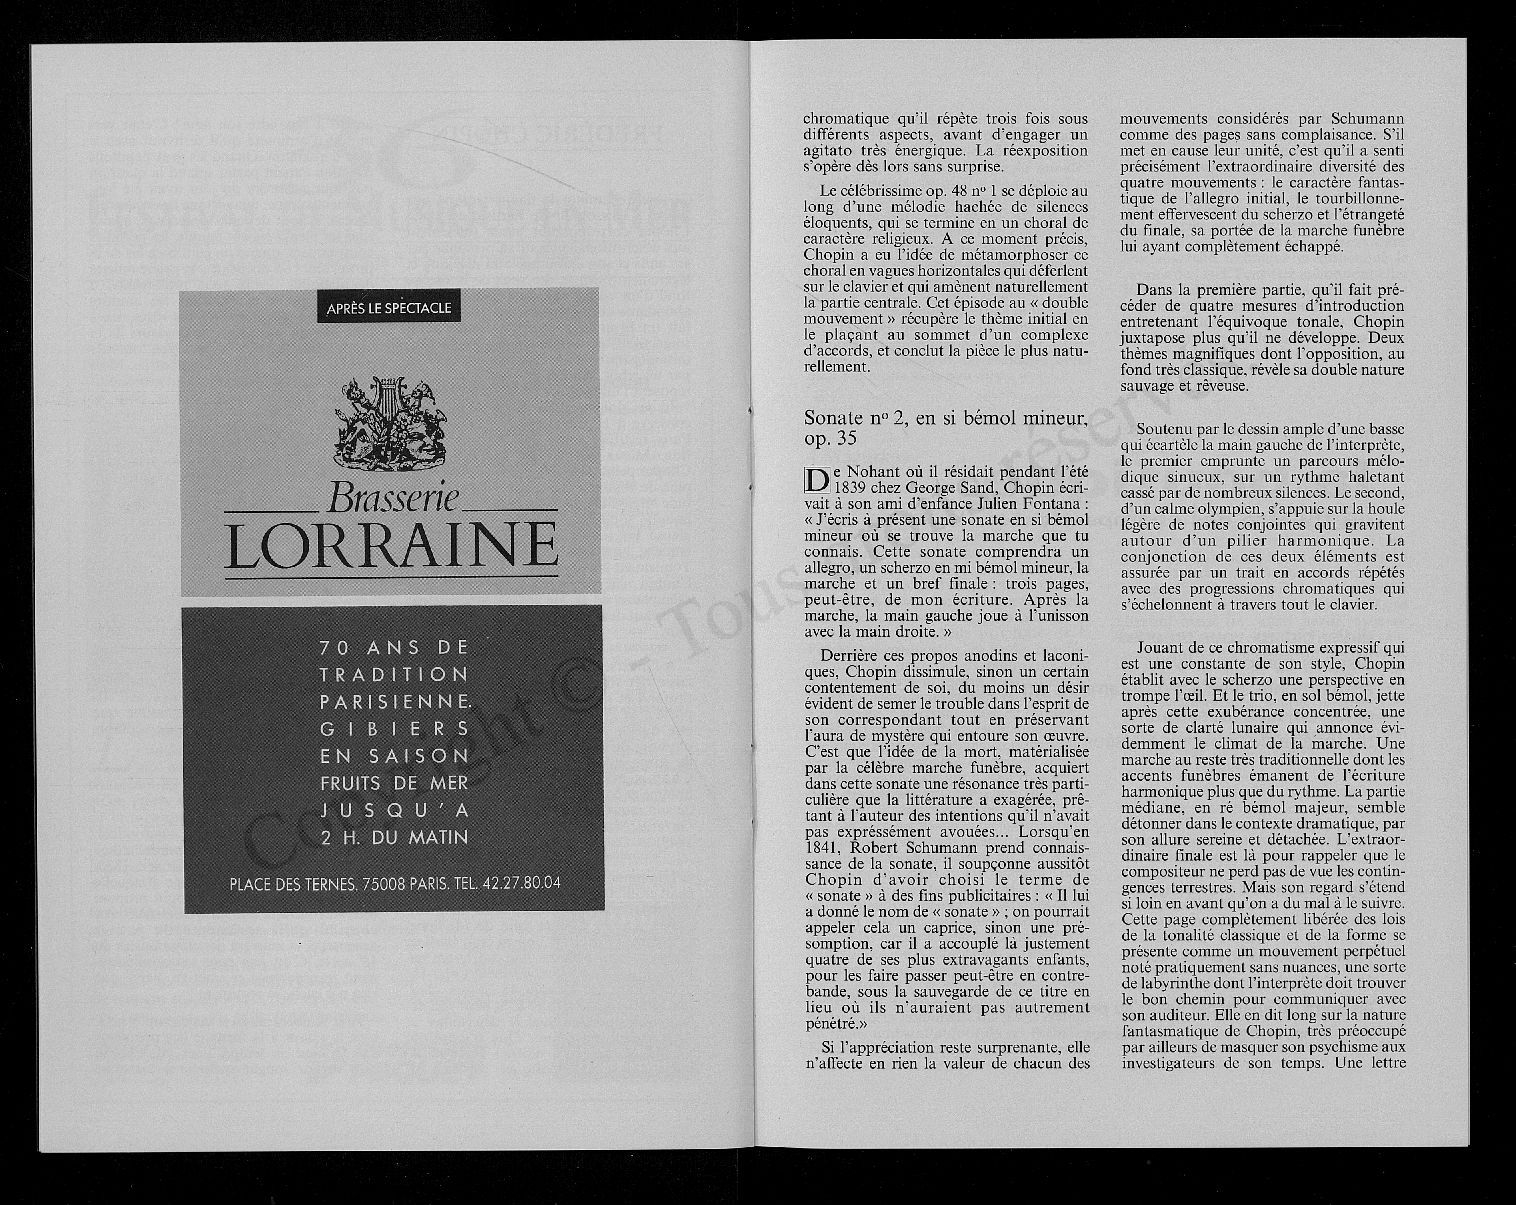 APRÈS LE SPECTACLE
Brasserie
LORRAINE
70 ANS DE
TRADITION
PARISIENNE.
GIBIERS
EN SAISON
FRUITS DE MER
JUSQU'A
2 H. DU MATIN
PLACE DES TERNES. 75008 PARIS. TEL. 42.27.80.04
chromatique qu'il répète trois fois sous
différents aspects, avant d'engager un
agitato très énergique. La réexposition
s'opère dès lors sans surprise.
Le célébrissime op. 48 nº 1 se déploie au
long d'une mélodie hachée de silences
éloquents, qui se termine en un choral de
caractère religieux. A ce moment précis,
Chopin a eu l'idée de métamorphoser ce
choral en vagues horizontales qui déferlent
sur le clavier et qui amènent naturellement
la partie centrale. Cet épisode au « double
mouvement » récupère le thème initial en
le plaçant au sommet d'un complexe
d'accords, et conclut la pièce le plus natu-
rellement.
Sonate nº 2, en si bémol mineur,
op. 35
De Nohant où il résidait pendant l'été
1839 chez George Sand, Chopin écri-
vait à son ami d'enfance Julien Fontana :
« J'écris à présent une sonate en si bémol
mineur où se trouve la marche que tu
connais. Cette sonate comprendra un
allegro, un scherzo en mi bémol mineur, la
marche et un bref finale : trois pages,
peut-être, de mon écriture. Après la
marche, la main gauche joue à l'unisson
avec la main droite. »
Derrière ces propos anodins et laconi-
ques, Chopin dissimule, sinon un certain
contentement de soi, du moins un désir
évident de semer le trouble dans l'esprit de
son correspondant tout en préservant
l'aura de mystère qui entoure son œuvre.
C'est que l'idée de la mort, matérialisée
par la célèbre marche funèbre, acquiert
dans cette sonate une résonance très parti-
culière que la littérature a exagérée, prê-
tant à l'auteur des intentions qu'il n'avait
pas expréssément avouées... Lorsqu'en
1841, Robert Schumann prend connais-
sance de la sonate, il soupçonne aussitôt
Chopin d'avoir choisi le terme de
« sonate » à des fins publicitaires : « Il lui
a donné le nom de « sonate » ; on pourrait
appeler cela un caprice, sinon une pré-
somption, car il a accouplé là justement
quatre de ses plus extravagants enfants,
pour les faire passer peut-être en contre-
bande, sous la sauvegarde de ce titre en
lieu où ils n'auraient pas autrement
pénétré.»
Si l'appréciation reste surprenante, elle
n'affecte en rien la valeur de chacun des
mouvements considérés par Schumann
comme des pages sans complaisance. S'il
met en cause leur unité, c'est qu'il a senti
précisément l'extraordinaire diversité des
quatre mouvements : le caractère fantas-
tique de l'allegro initial, le tourbillonne-
ment effervescent du scherzo et l'étrangeté
du finale, sa portée de la marche funèbre
lui ayant complètement échappé.
Dans la première partie, qu'il fait pré-
céder de quatre mesures d'introduction
entretenant l'équivoque tonale, Chopin
juxtapose plus qu'il ne développe. Deux
thèmes magnifiques dont l'opposition, au
fond très classique, révèle sa double nature
sauvage et rêveuse.
Soutenu par le dessin ample d'une basse
qui écartèle la main gauche de l'interprète,
le premier emprunte un parcours mélo-
dique sinueux, sur un rythme haletant
cassé par de nombreux silences. Le second,
d'un calme olympien, s'appuie sur la houle
légère de notes conjointes qui gravitent
autour d'un pilier harmonique. La
conjonction de ces deux éléments est
assurée par un trait en accords répétés
avec des progressions chromatiques qui
s'échelonnent à travers tout le clavier.
Jouant de ce chromatisme expressif qui
est une constante de son style, Chopin
établit avec le scherzo une perspective en
trompe l'œil. Et le trio, en sol bémol, jette
après cette exubérance concentrée, une
sorte de clarté lunaire qui annonce évi-
demment le climat de la marche. Une
marche au reste très traditionnelle dont les
accents funèbres émanent de l'écriture
harmonique plus que du rythme. La partie
médiane, en ré bémol majeur, semble
détonner dans le contexte dramatique, par
son allure sereine et détachée. L'extraor-
dinaire finale est là pour rappeler que le
compositeur ne perd pas de vue les contin-
gences terrestres. Mais son regard s'étend
si loin en avant qu'on a du mal à le suivre.
Cette page complètement libérée des lois
de la tonalité classique et de la forme se
présente comme un mouvement perpétuel
noté pratiquement sans nuances, une sorte
de labyrinthe dont l'interprète doit trouver
le bon chemin pour communiquer avec
son auditeur. Elle en dit long sur la nature
fantasmatique de Chopin, très préoccupé
par ailleurs de masquer son psychisme aux
investigateurs de son temps. Une lettre
Copyright © - Tous réservé